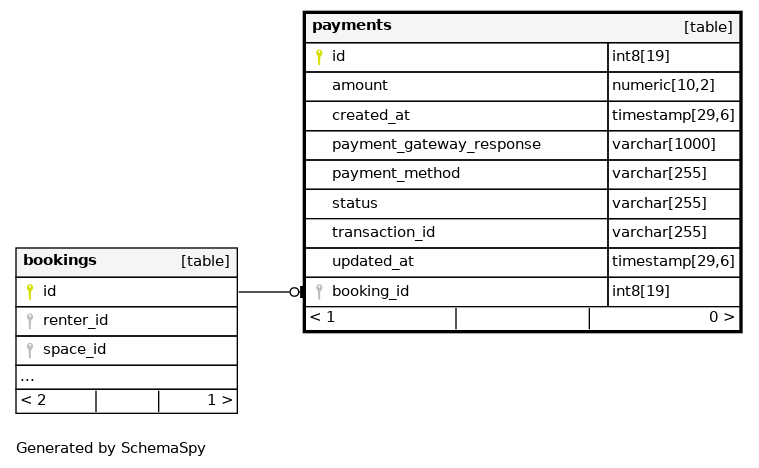 payments [table]
id int8[19]
amount numeric[10,2]
created_at timestamp[29,6]
payment_gateway_response varchar[1000]
payment_method varchar[255]
status varchar[255]
transaction_id varchar[255]
updated_at timestamp[29,6]
booking_id int8[19]
< 1 0 >
bookings [table]
id
renter_id
space_id
...
< 2 1 >
Generated by SchemaSpy